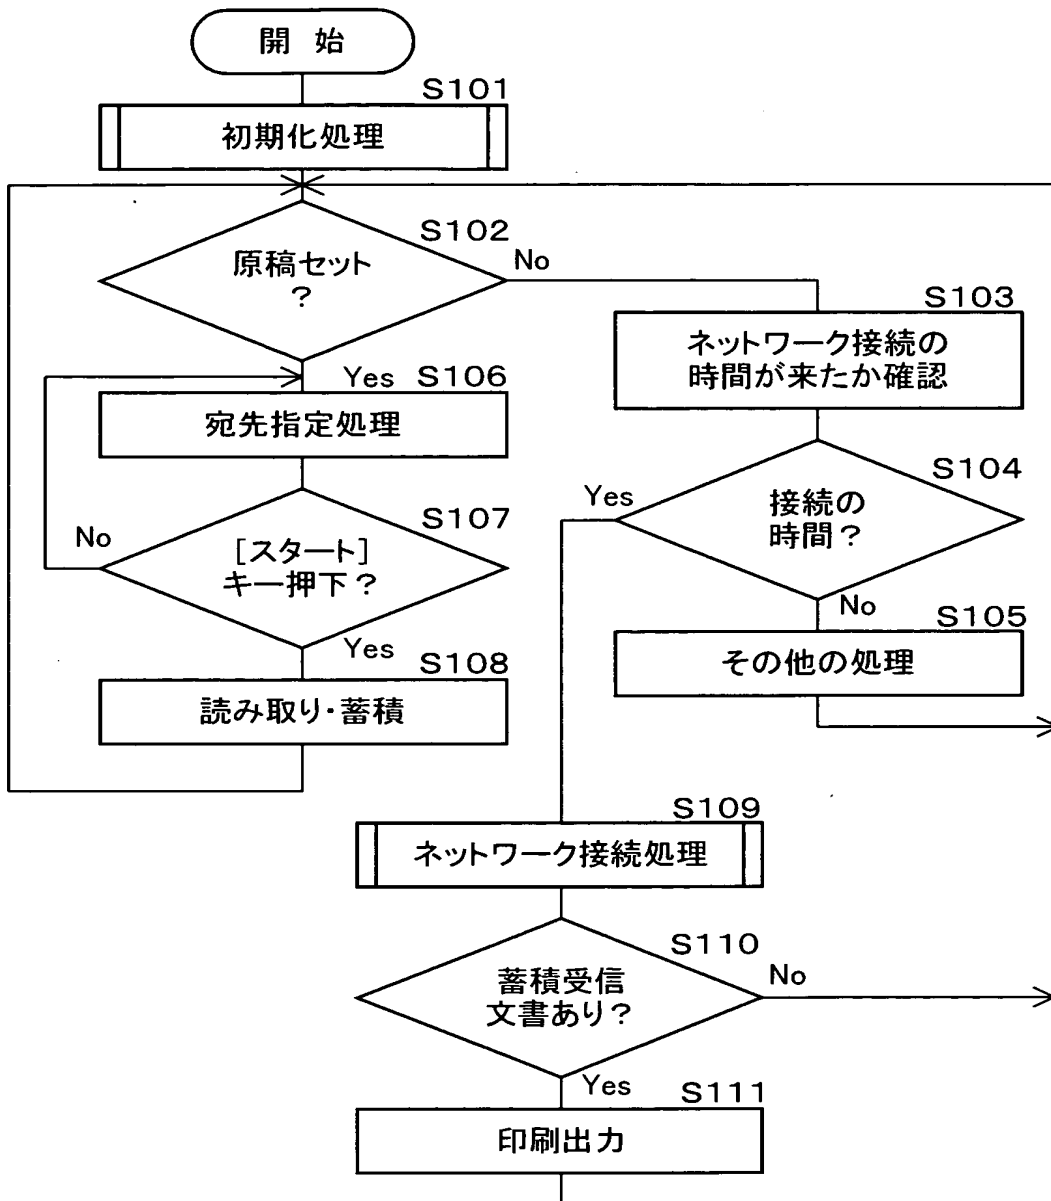 開 始
S101
初期化処理
S102
原稿セット
?
No
S103
ネットワーク接続の
時間が来たか確認
Yes
S106
宛先指定処理
S104
接続の
時間?
Yes
No
S107
[スタート]
キー押下?
No
Yes
S105
その他の処理
S108
読み取り・蓄積
S109
ネットワーク接続処理
S110
蓄積受信
文書あり?
No
Yes
S111
印刷出力